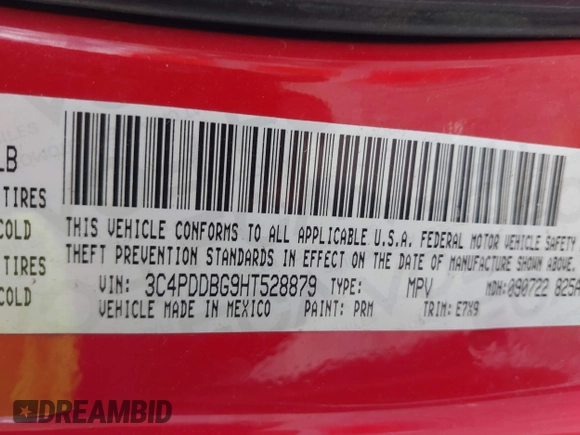 LB
TIRES
COLD
TIRES
COLD
THIS VEHICLE CONFORMS TO ALL APPLICABLE U.S.A. FEDERAL MOTOR VEHICLE SAFETY
THEFT PREVENTION STANDARDS IN EFFECT ON THE DATE OF MANUFACTURE SHOWN ABOVE.
VIN: 3C4PDDBG9HT528879 TYPE: MPV MDH: 090722 825A
VEHICLE MADE IN MEXICO PAINT: PRM TRIM: E7X9
DREAMBID